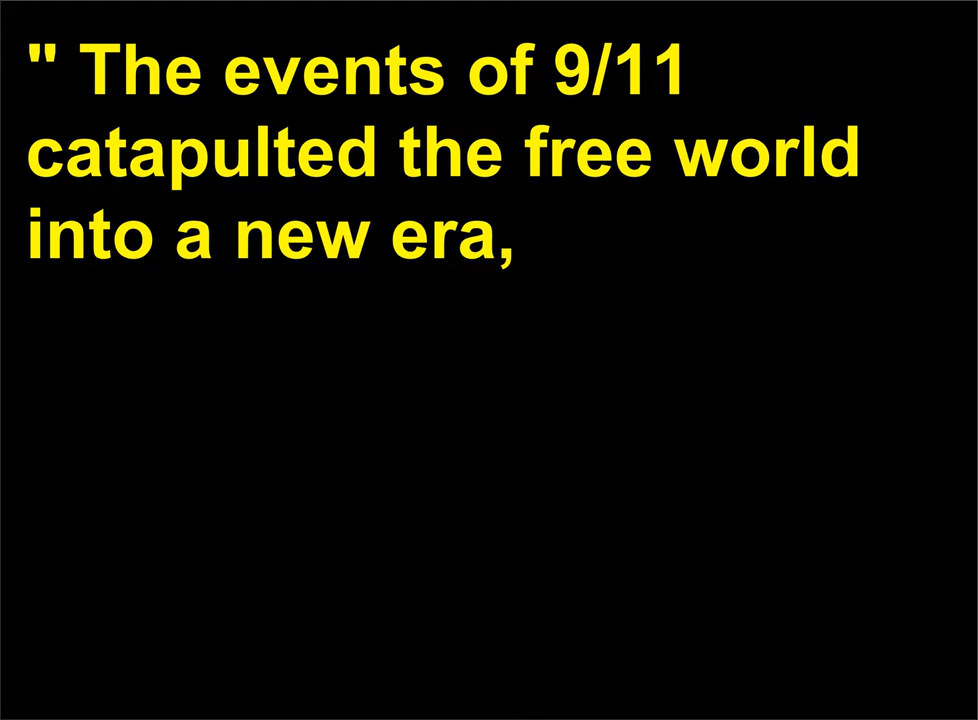 " The events of 9/11
catapulted the free world
into a new era,